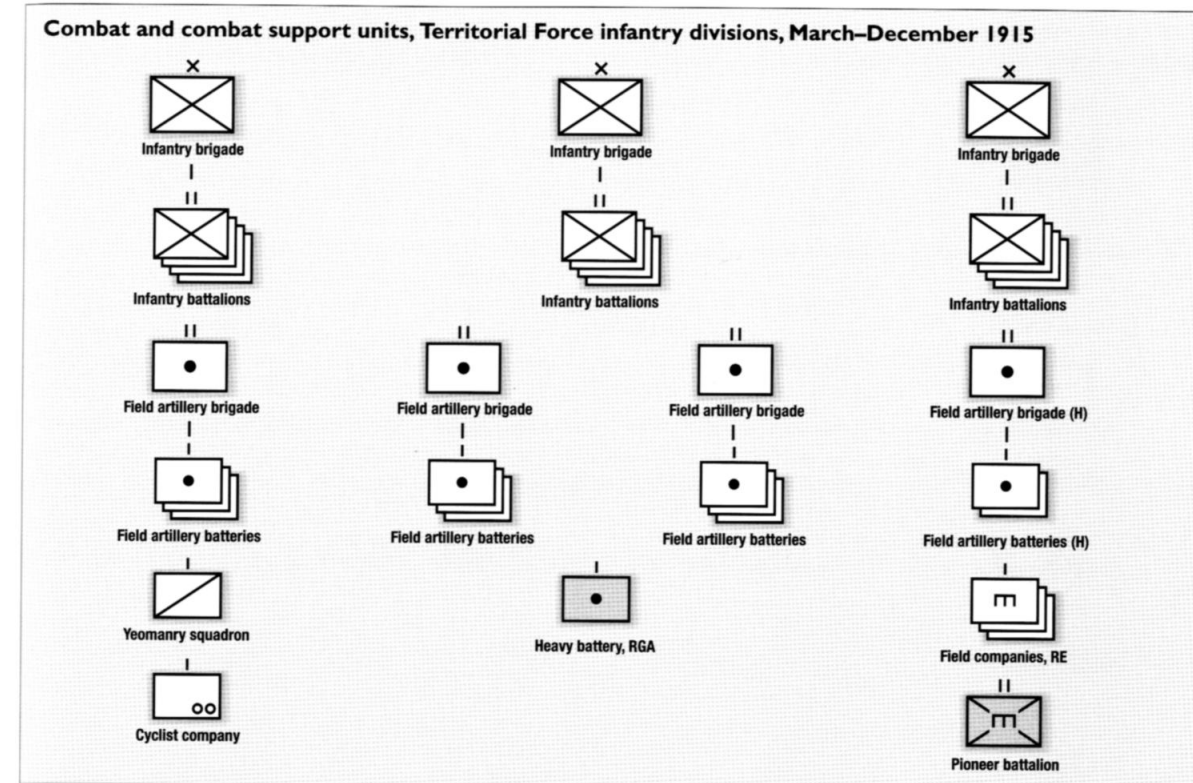 Combat and combat support units, Territorial Force infantry divisions, March–December 1915
Infantry brigade
Infantry brigade
Infantry brigade
Infantry battalions
Infantry battalions
Infantry battalions
Field artillery brigade
Field artillery brigade
Field artillery brigade
Field artillery brigade (H)
Field artillery batteries
Field artillery batteries
Field artillery batteries
Field artillery batteries (H)
Yeomanry squadron
Heavy battery, RGA
Field companies, RE
Cyclist company
Pioneer battalion